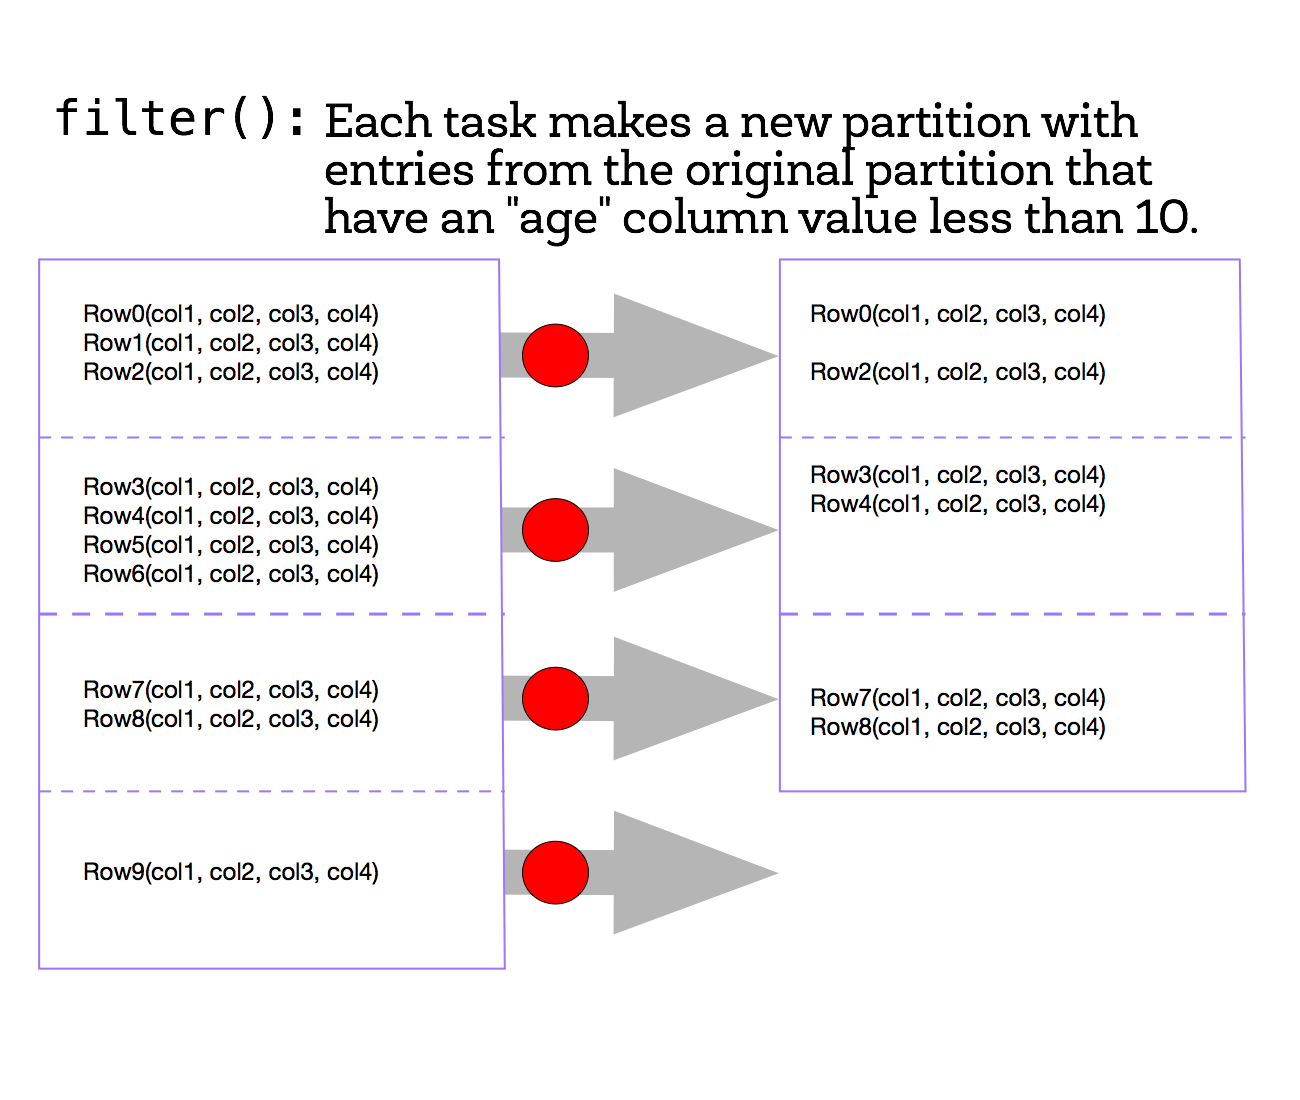 filter(): Each task makes a new partition with
entries from the original partition that
have an "age" column value less than 10.
Row0(col1, col2, col3, col4)
Row1(col1, col2, col3, col4)
Row2(col1, col2, col3, col4)
Row3(col1, col2, col3, col4)
Row4(col1, col2, col3, col4)
Row5(col1, col2, col3, col4)
Row6(col1, col2, col3, col4)
Row7(col1, col2, col3, col4)
Row8(col1, col2, col3, col4)
Row9(col1, col2, col3, col4)
Row0(col1, col2, col3, col4)
Row2(col1, col2, col3, col4)
Row3(col1, col2, col3, col4)
Row4(col1, col2, col3, col4)
Row7(col1, col2, col3, col4)
Row8(col1, col2, col3, col4)